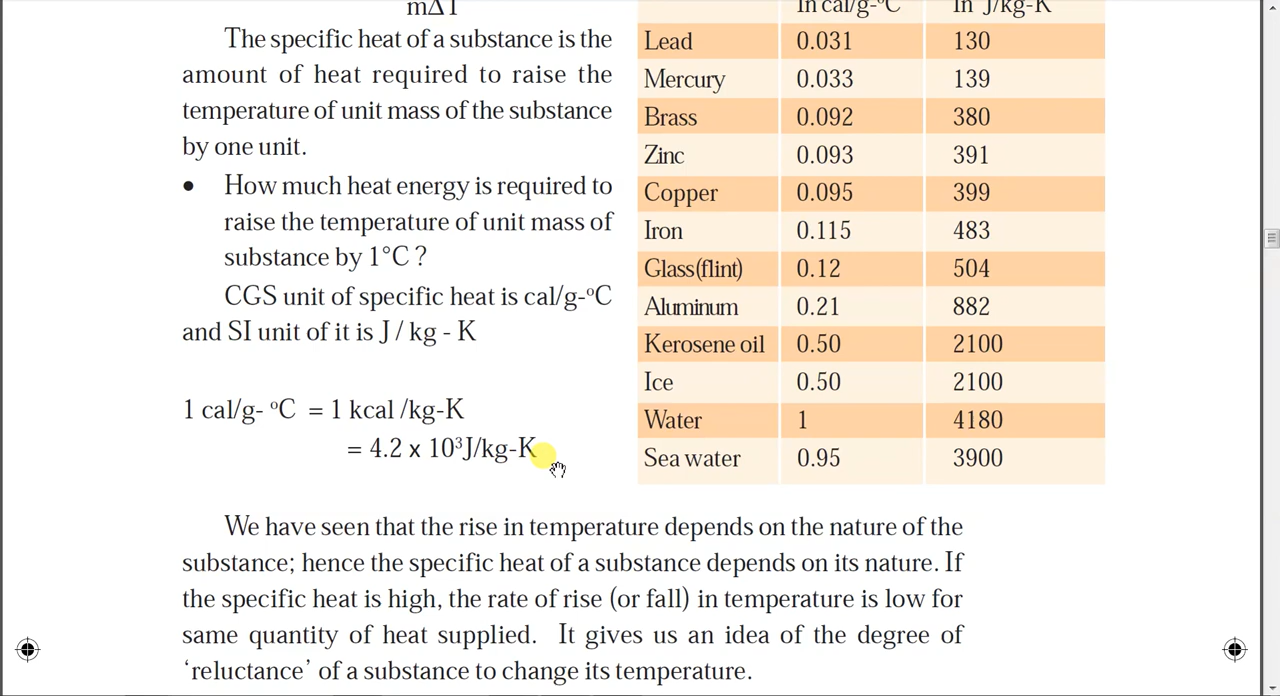 mΔT
The specific heat of a substance is the
amount of heat required to raise the
temperature of unit mass of the substance
by one unit.
• How much heat energy is required to
raise the temperature of unit mass of
substance by 1°C ?
CGS unit of specific heat is cal/g-°C
and SI unit of it is J / kg - K
1 cal/g- °C = 1 kcal /kg-K
= 4.2 x 10³J/kg-K
In cal/g-°C In J/kg-K
Lead 0.031 130
Mercury 0.033 139
Brass 0.092 380
Zinc 0.093 391
Copper 0.095 399
Iron 0.115 483
Glass(flint) 0.12 504
Aluminum 0.21 882
Kerosene oil 0.50 2100
Ice 0.50 2100
Water 1 4180
Sea water 0.95 3900
We have seen that the rise in temperature depends on the nature of the
substance; hence the specific heat of a substance depends on its nature. If
the specific heat is high, the rate of rise (or fall) in temperature is low for
same quantity of heat supplied. It gives us an idea of the degree of
‘reluctance’ of a substance to change its temperature.